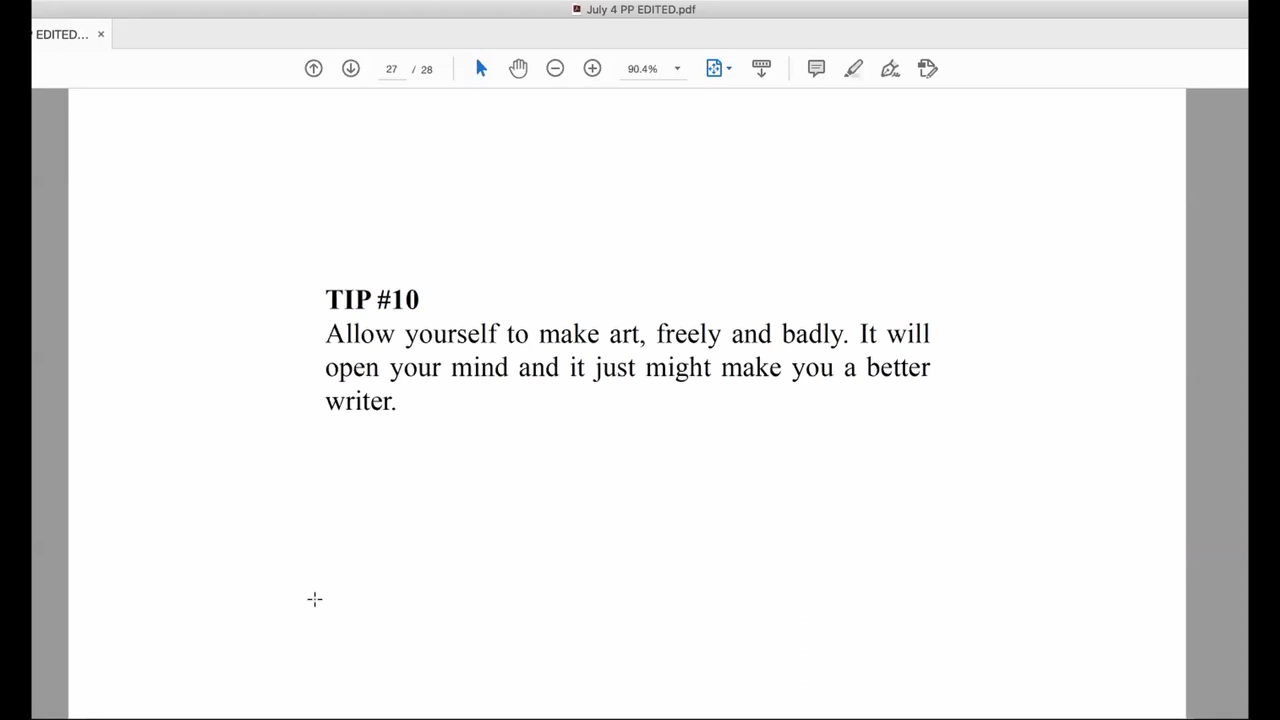 July 4 PP EDITED.pdf
EDITED... ×
27 / 28 90.4%
TIP #10
Allow yourself to make art, freely and badly. It will
open your mind and it just might make you a better
writer.